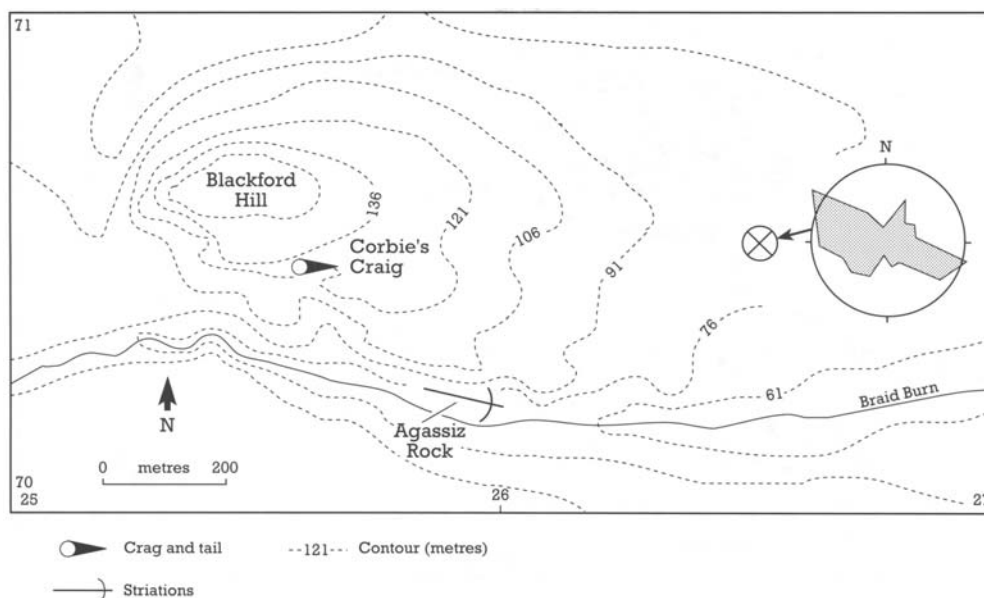 71
N
Blackford
Hill
136
121
106
91
76
61
Corbie's
Craig
Braid Burn
N
Agassiz
Rock
0 metres 200
70
25
26
27
Crag and tail
--121-- Contour (metres)
Striations